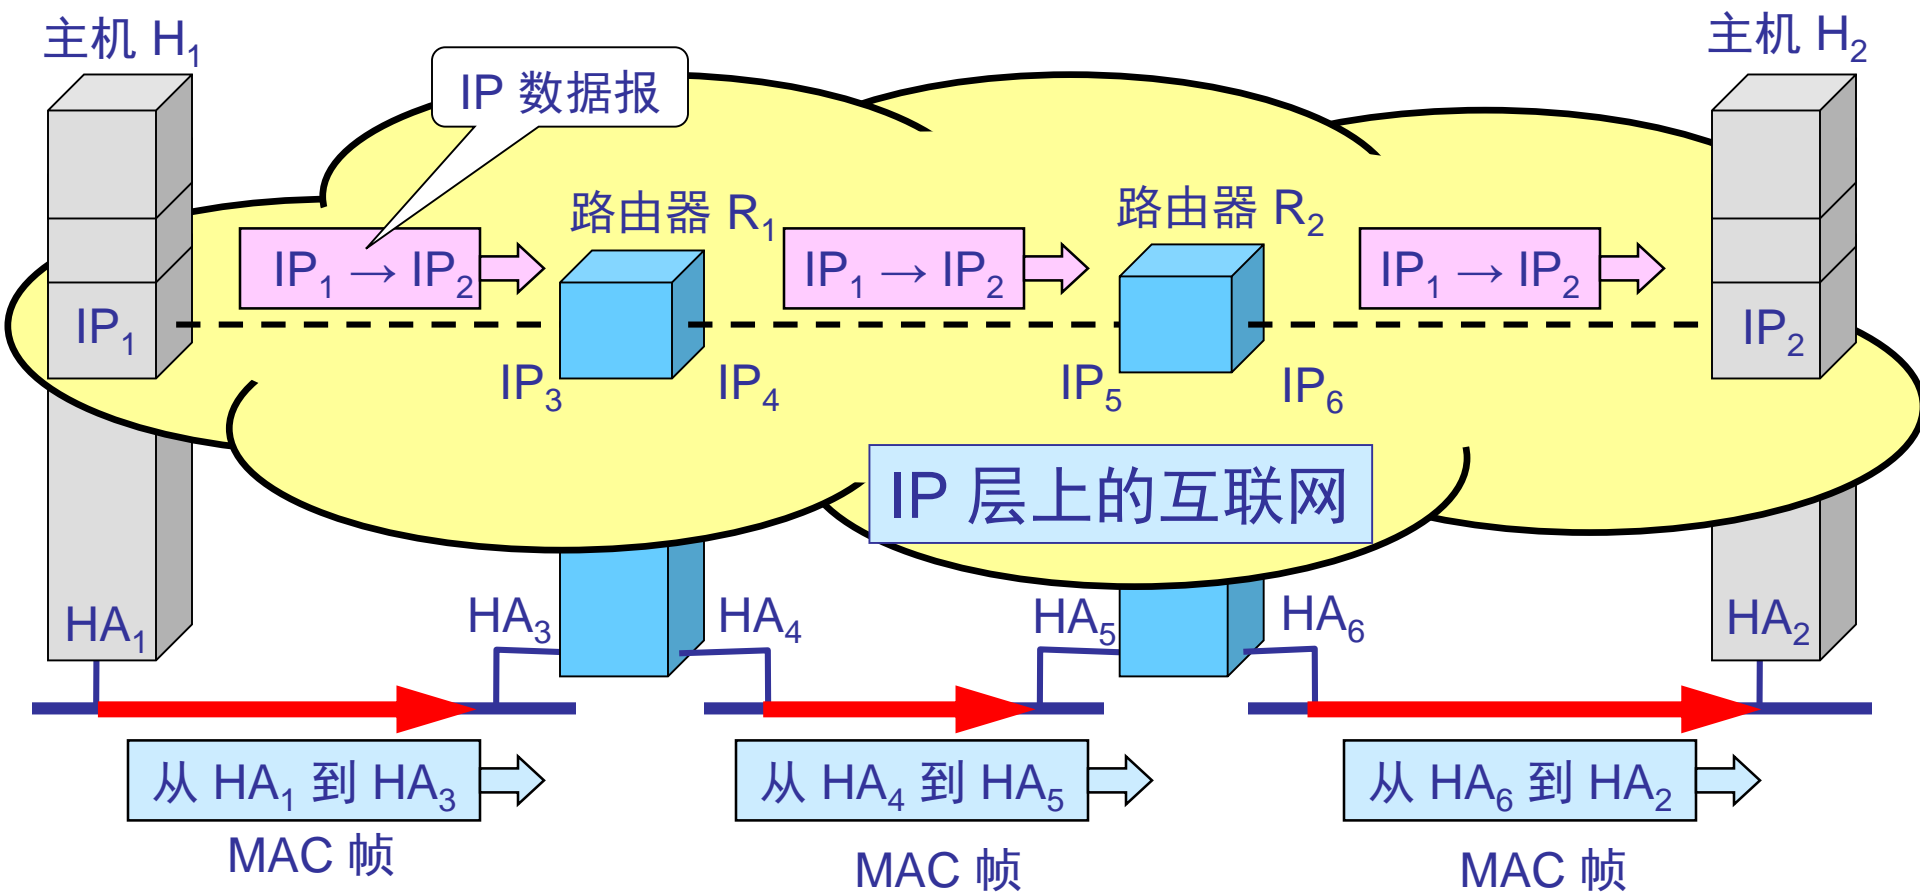 主机 H₁
主机 H₂
IP 数据报
路由器 R₁
路由器 R₂
IP₁ → IP₂
IP₁ → IP₂
IP₁ → IP₂
IP₁
IP₂
IP₃
IP₄
IP₅
IP₆
IP 层上的互联网
HA₁
HA₃
HA₄
HA₅
HA₆
HA₂
从 HA₁ 到 HA₃
从 HA₄ 到 HA₅
从 HA₆ 到 HA₂
MAC 帧
MAC 帧
MAC 帧